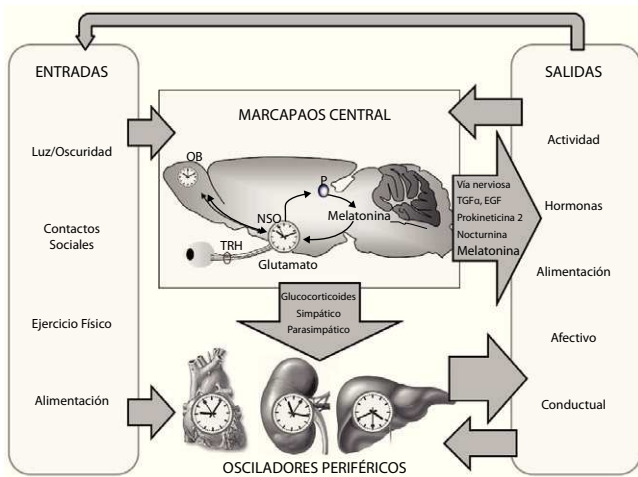 ENTRADAS
Luz/Oscuridad
Contactos
Sociales
Ejercicio Físico
Alimentación
MARCAPAOS CENTRAL
OB
P
NSO
Melatonina
TRH
Glutamato
Vía nerviosa
TGFα, EGF
Prokineticina 2
Nocturnina
Melatonina
Glucocorticoides
Simpático
Parasimpático
OSCILADORES PERIFÉRICOS
SALIDAS
Actividad
Hormonas
Alimentación
Afectivo
Conductual